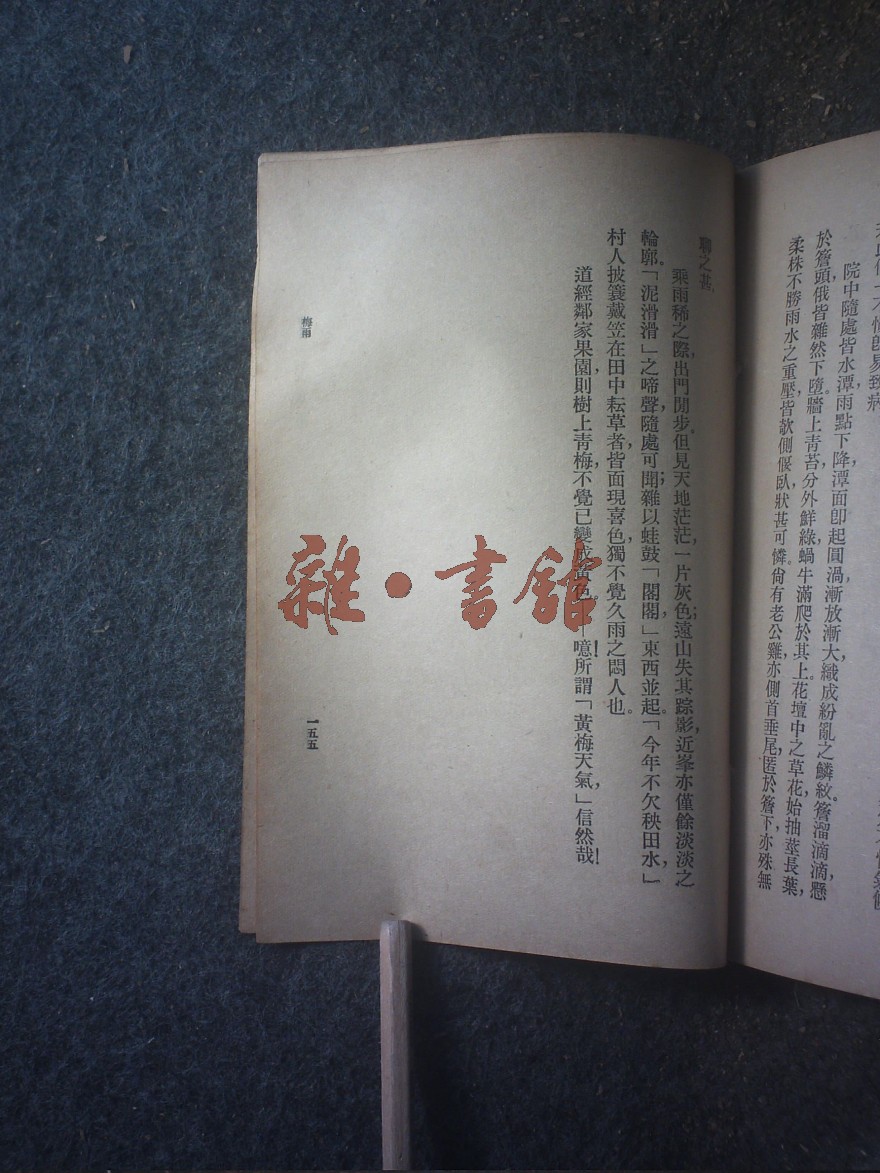 院中隨處皆水潭，雨點下降，潭面卽起圓渦，漸放漸大，織成紛亂之鱗紋。簷溜滴滴，懸
於簷頭，俄皆雜然下墮。牆上青苔，分外鮮綠，蝸牛滿爬於其上。花壇中之草花，始抽莖長葉，
柔株不勝雨水之重壓，皆欹側偃臥，狀甚可憐。尙有老公雞，亦側首垂尾，匿於簷下，亦殊無
聊之甚。
乘雨稀之際，出門閒步。但見天地茫茫，一片灰色；遠山失其踪影，近峯亦僅餘淡淡之
輪廓。「泥滑滑」之啼聲，隨處可聞；雜以蛙鼓「閣閣」，東西並起。「今年不欠秧田水，」
村人披簑戴笠，在田中耘草者，皆面現喜色，獨不覺久雨之悶人也。
道經鄰家果園，則樹上青梅，不覺已變成黃色。——噫！所謂「黃梅天氣，」信然哉！
梅雨
一五五
雜·書館